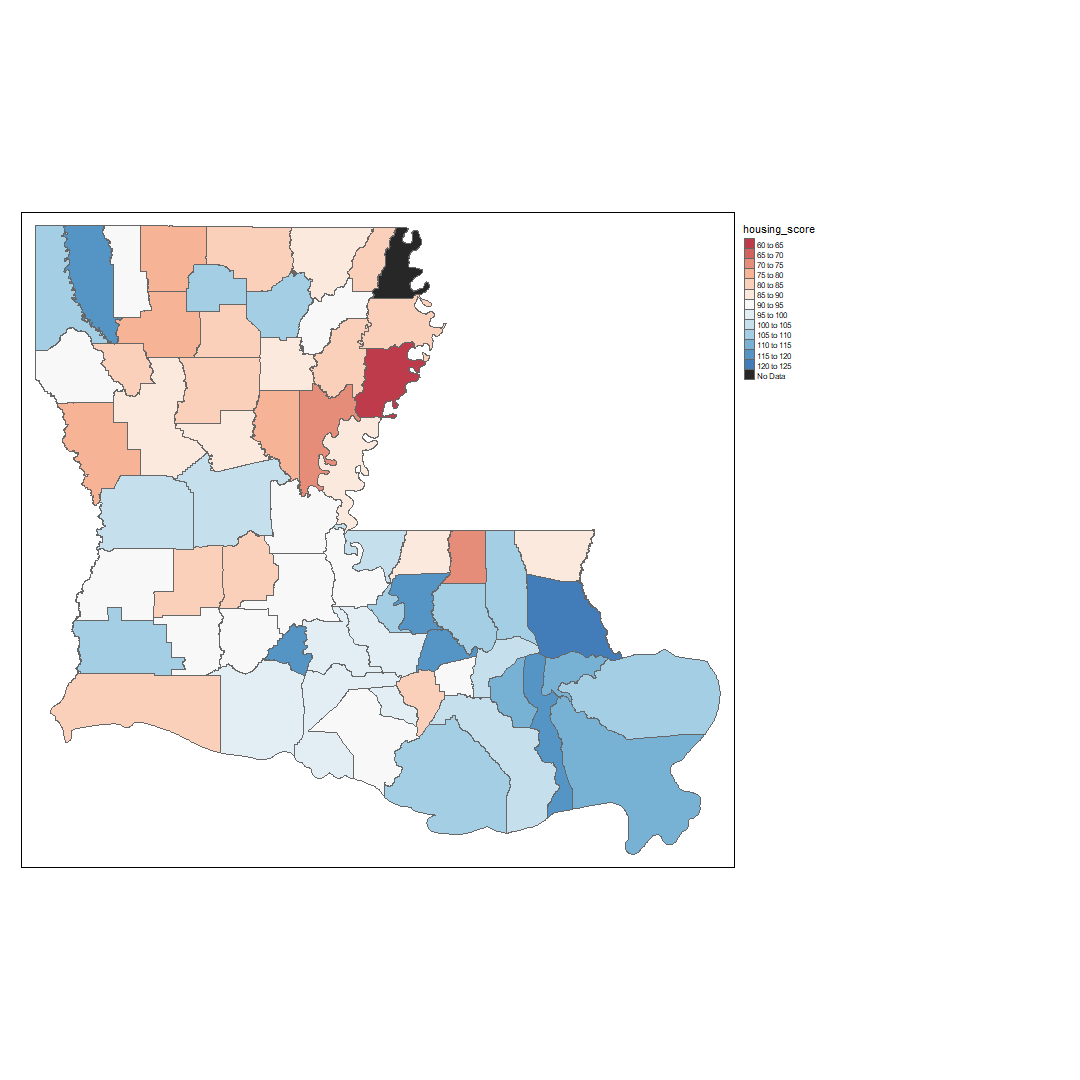 housing_score
60 to 65
65 to 70
70 to 75
75 to 80
80 to 85
85 to 90
90 to 95
95 to 100
100 to 105
105 to 110
110 to 115
115 to 120
120 to 125
No Data